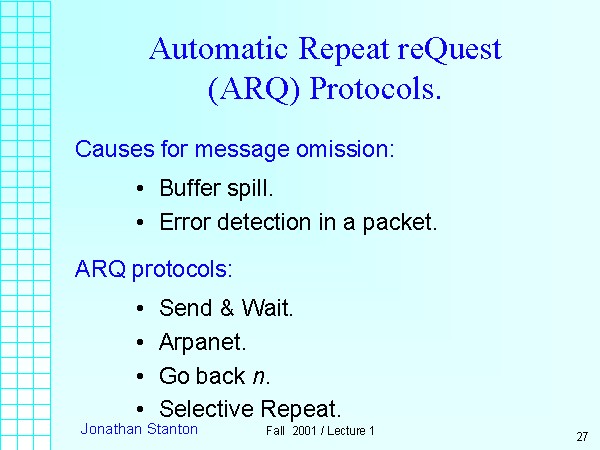 Automatic Repeat reQuest
(ARQ) Protocols.
Causes for message omission:
• Buffer spill.
• Error detection in a packet.
ARQ protocols:
• Send & Wait.
• Arpanet.
• Go back n.
• Selective Repeat.
Jonathan Stanton
Fall 2001 / Lecture 1
27